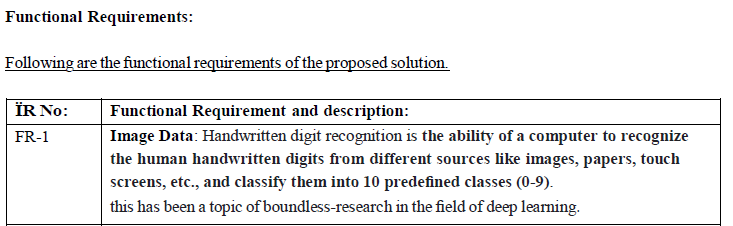 Functional Requirements:
Following are the functional requirements of the proposed solution.
ÏR No: Functional Requirement and description:
FR-1 Image Data: Handwritten digit recognition is the ability of a computer to recognize
the human handwritten digits from different sources like images, papers, touch
screens, etc., and classify them into 10 predefined classes (0-9).
this has been a topic of boundless-research in the field of deep learning.